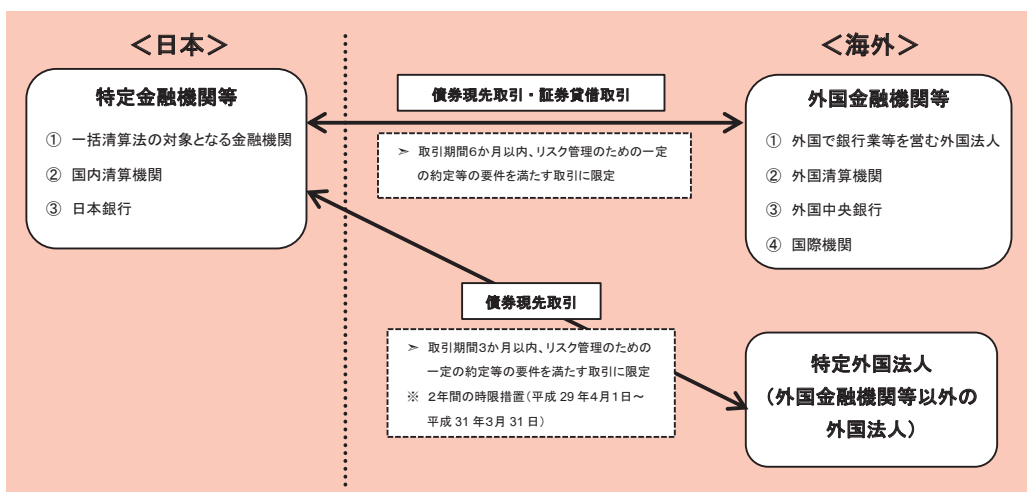 ＜日本＞
＜海外＞
特定金融機関等
① 一括清算法の対象となる金融機関
② 国内清算機関
③ 日本銀行
債券現先取引・証券貸借取引
➢ 取引期間６か月以内、リスク管理のための一定
の約定等の要件を満たす取引に限定
外国金融機関等
① 外国で銀行業等を営む外国法人
② 外国清算機関
③ 外国中央銀行
④ 国際機関
債券現先取引
➢ 取引期間３か月以内、リスク管理のための
一定の約定等の要件を満たす取引に限定
※ ２年間の時限措置（平成 29 年４月１日～
平成 31 年３月 31 日）
特定外国法人
（外国金融機関等以外の
外国法人）